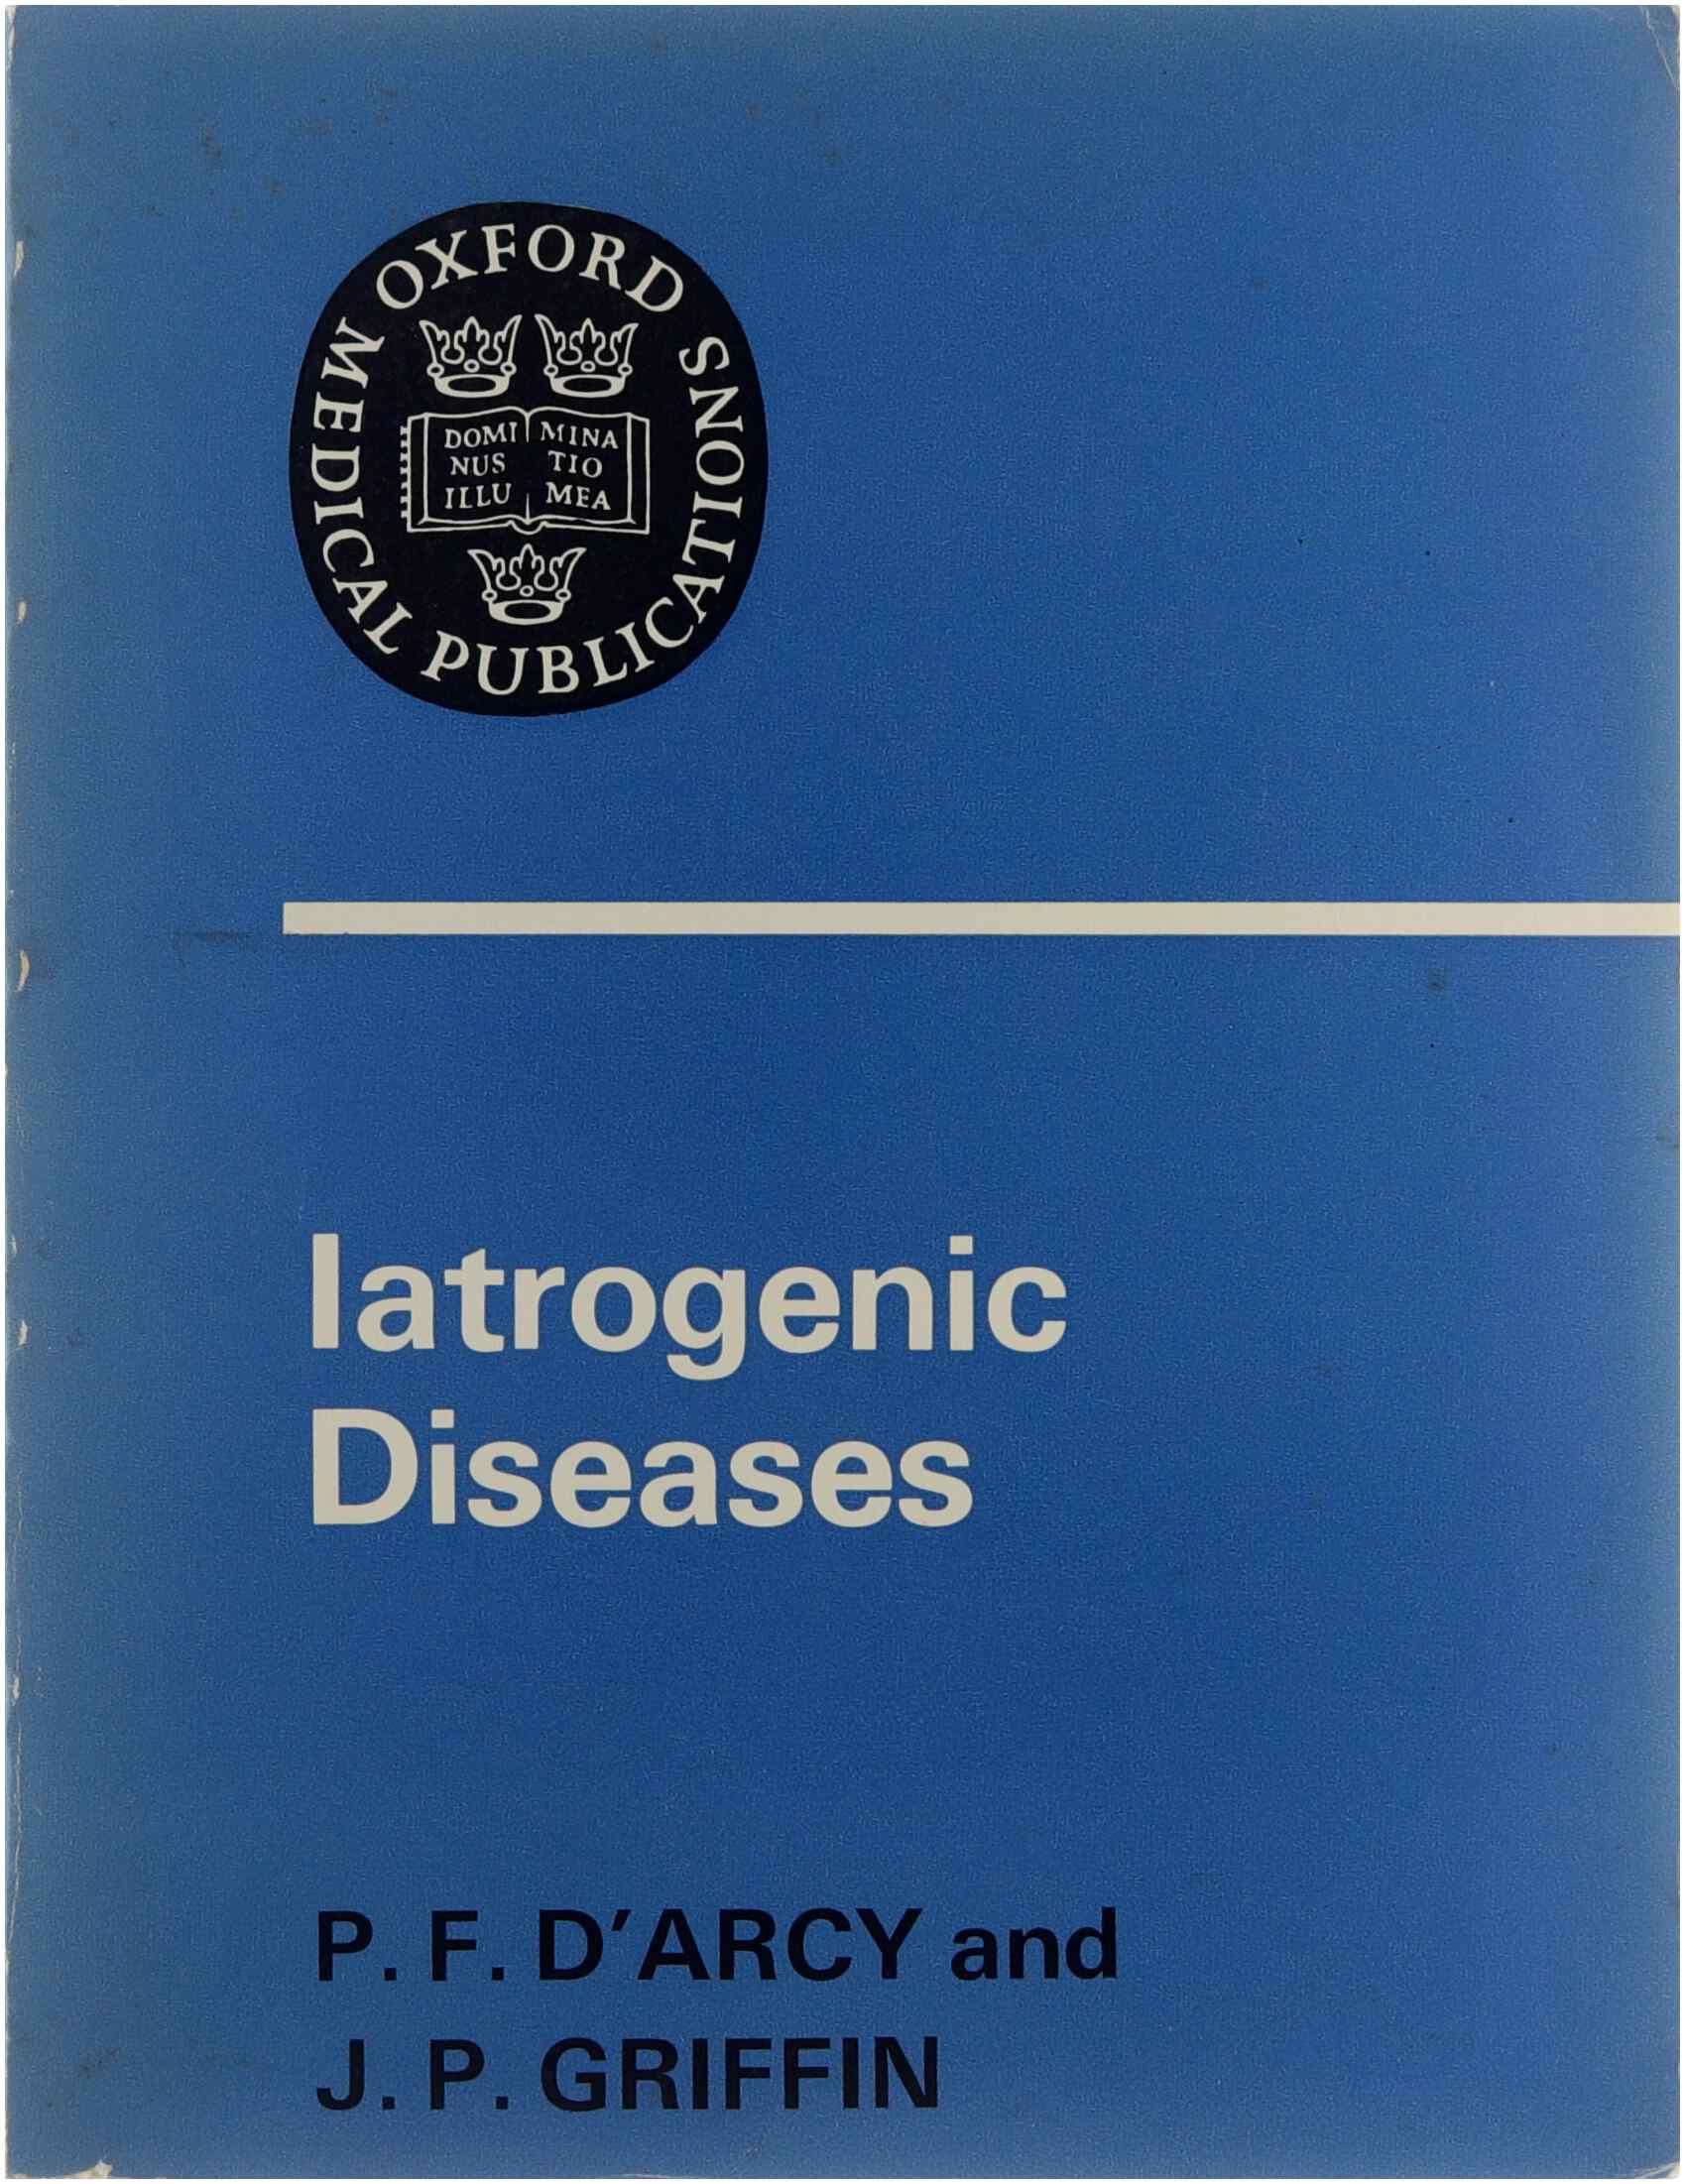 OXFORD MEDICAL PUBLICATIONS
DOMI MINA
NUS TIO
ILLU MEA
Iatrogenic
Diseases
P. F. D'ARCY and
J. P. GRIFFIN